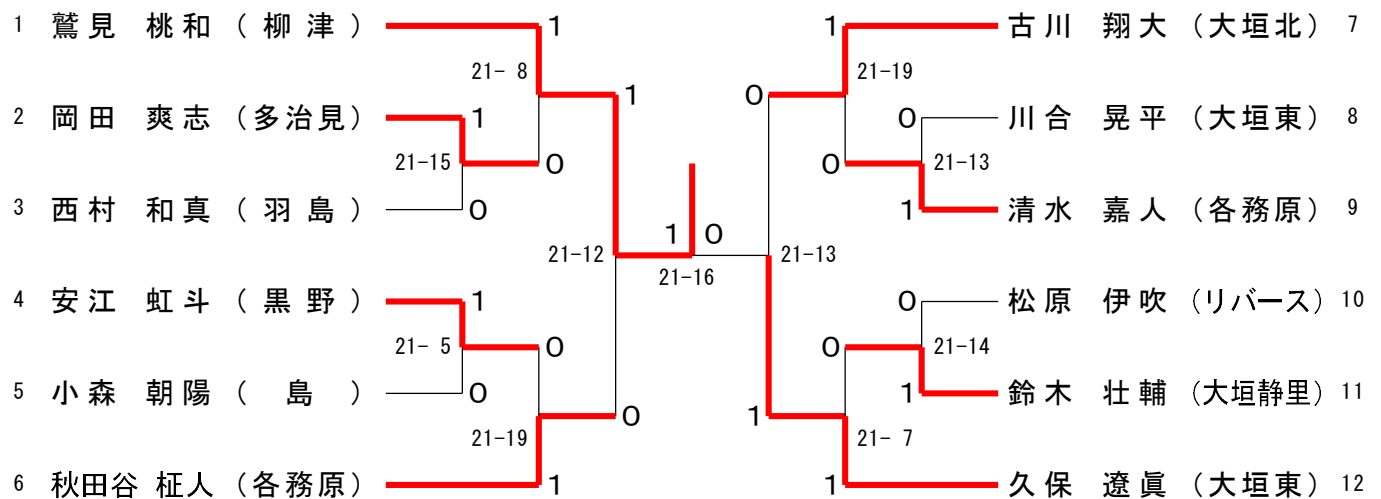 1 鷲見 桃和 (柳津) 1 1 古川 翔大 (大垣北) 7
21- 8 21-19
1 0
2 岡田 爽志 (多治見) 1 0 川合 晃平 (大垣東) 8
21-15 0 0 21-13
3 西村 和真 (羽島) 0 1 清水 嘉人 (各務原) 9
1 0
21-12 21-13
21-16
4 安江 虹斗 (黒野) 1 0 松原 伊吹 (リバース) 10
21- 5 0 0 21-14
5 小森 朝陽 (島) 0 1 鈴木 壮輔 (大垣静里) 11
0 1
21-19 21- 7
6 秋田谷 柾人 (各務原) 1 1 久保 遼眞 (大垣東) 12